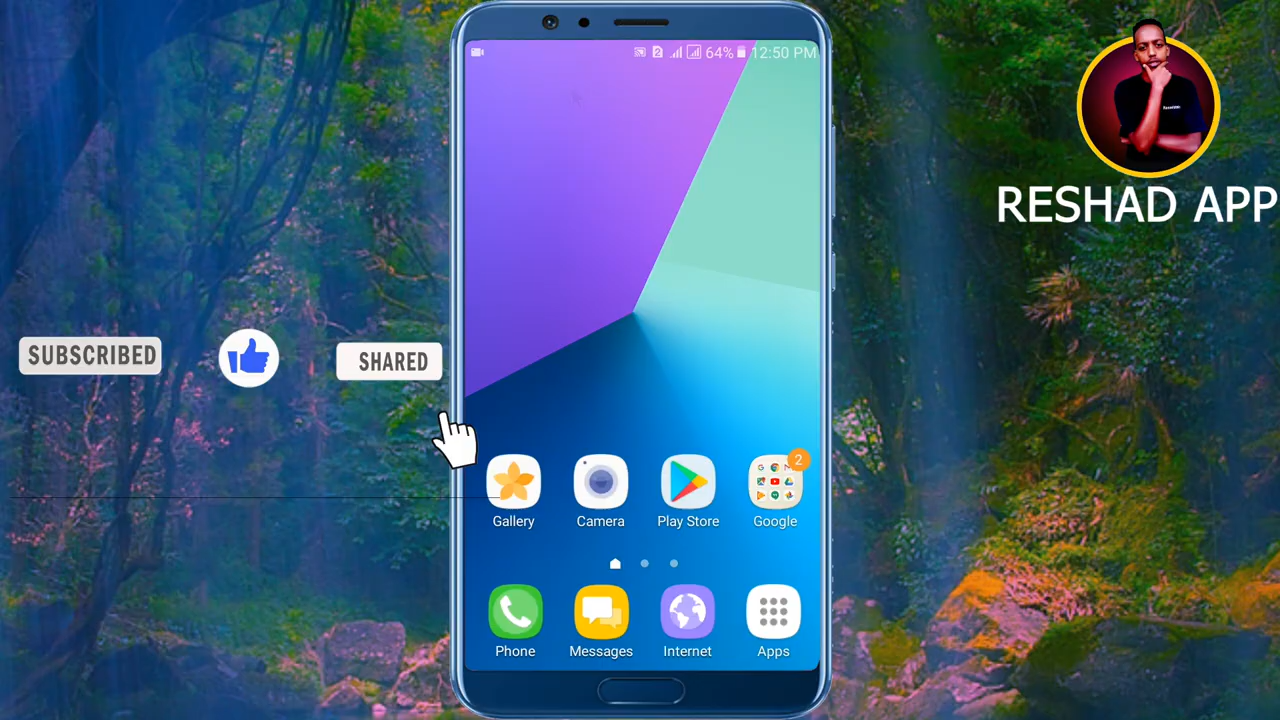 64% 12:50 PM
RESHAD APP
SUBSCRIBED
SHARED
2
Gallery Camera Play Store Google
Phone Messages Internet Apps